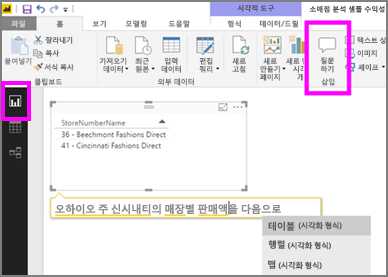 시각적 도구
소매점 분석 샘플 수익성
파일
홈
보기
모델링
도움말
형식
데이터/드릴
붙여넣기
잘라내기
복사
서식 복사
클립보드
가져오기
데이터
최근
원본
입력
데이터
편집
쿼리
외부 데이터
새로
고침
새로
만들기
페이지
새로 만
시각
질문
하기
삽입
텍스트 상
이미지
셰이프
StoreNumberName
36 - Beechmont Fashions Direct
41 - Cincinnati Fashions Direct
오하이오 주 신시내티의 매장별 판매액을 다음으로
테이블 (시각화 형식)
행렬 (시각화 형식)
맵 (시각화 형식)